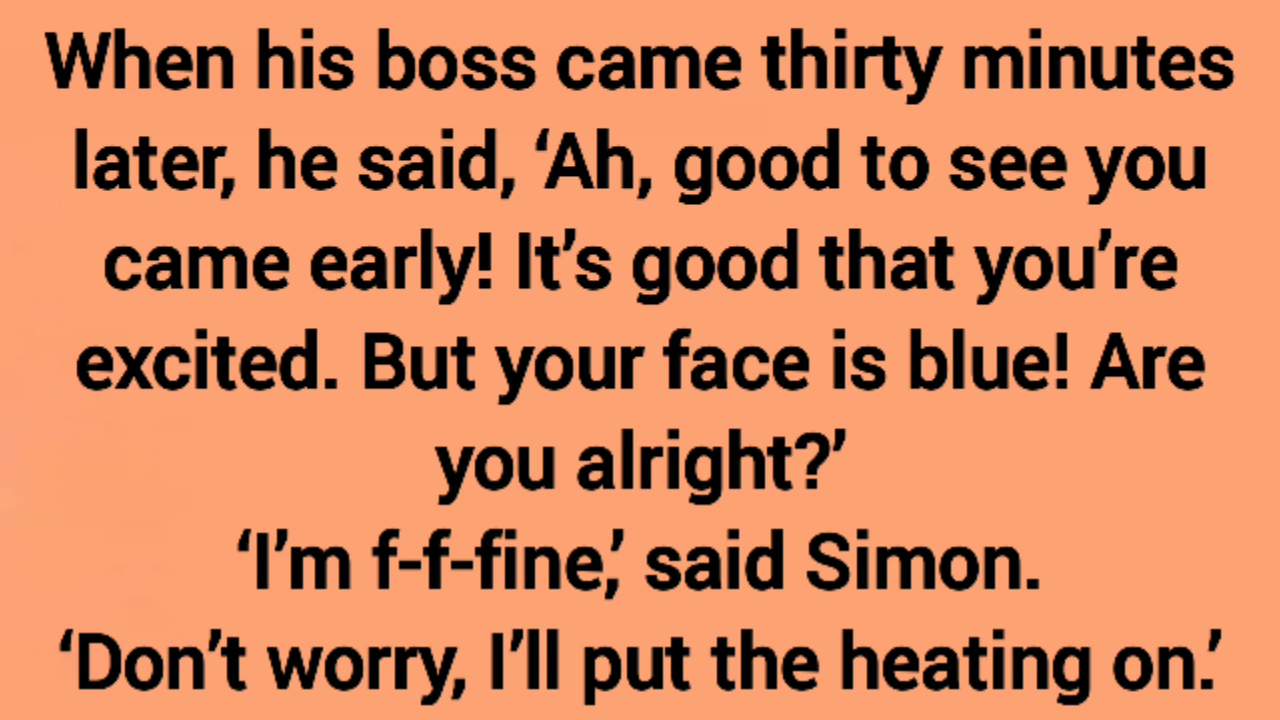 When his boss came thirty minutes
later, he said, ‘Ah, good to see you
came early! It’s good that you’re
excited. But your face is blue! Are
you alright?’
‘I’m f-f-fine,’ said Simon.
‘Don’t worry, I’ll put the heating on.’